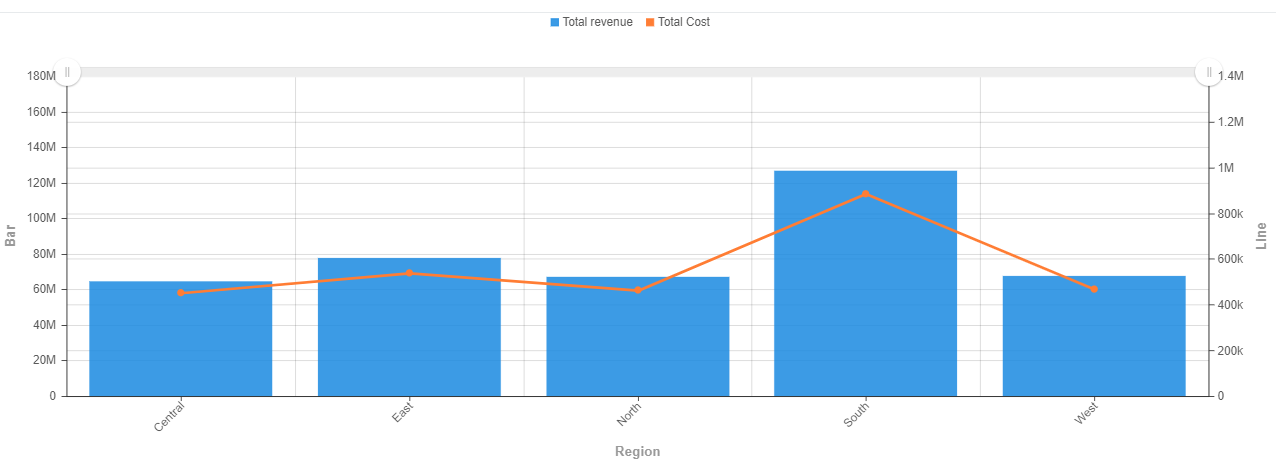 Total revenue Total Cost
180M 1.4M
160M
1.2M
140M
120M 1M
100M 800k
Bar Line
80M 600k
60M
400k
40M
20M 200k
0 0
Central East North South West
Region